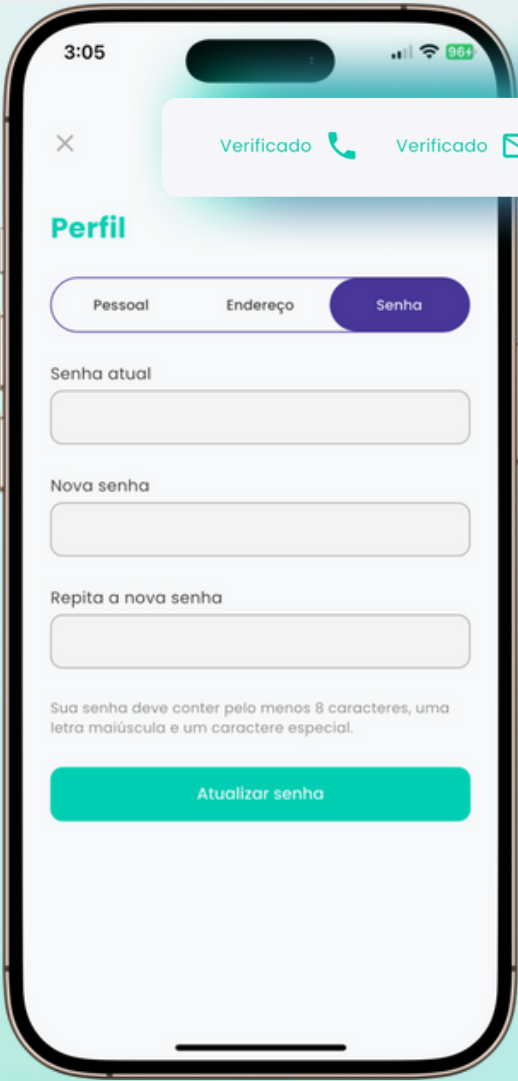 3:05
96
Verificado
Verificado
Perfil
Pessoal
Endereço
Senha
Senha atual
Nova senha
Repita a nova senha
Sua senha deve conter pelo menos 8 caracteres, uma
letra maiúscula e um caractere especial.
Atualizar senha